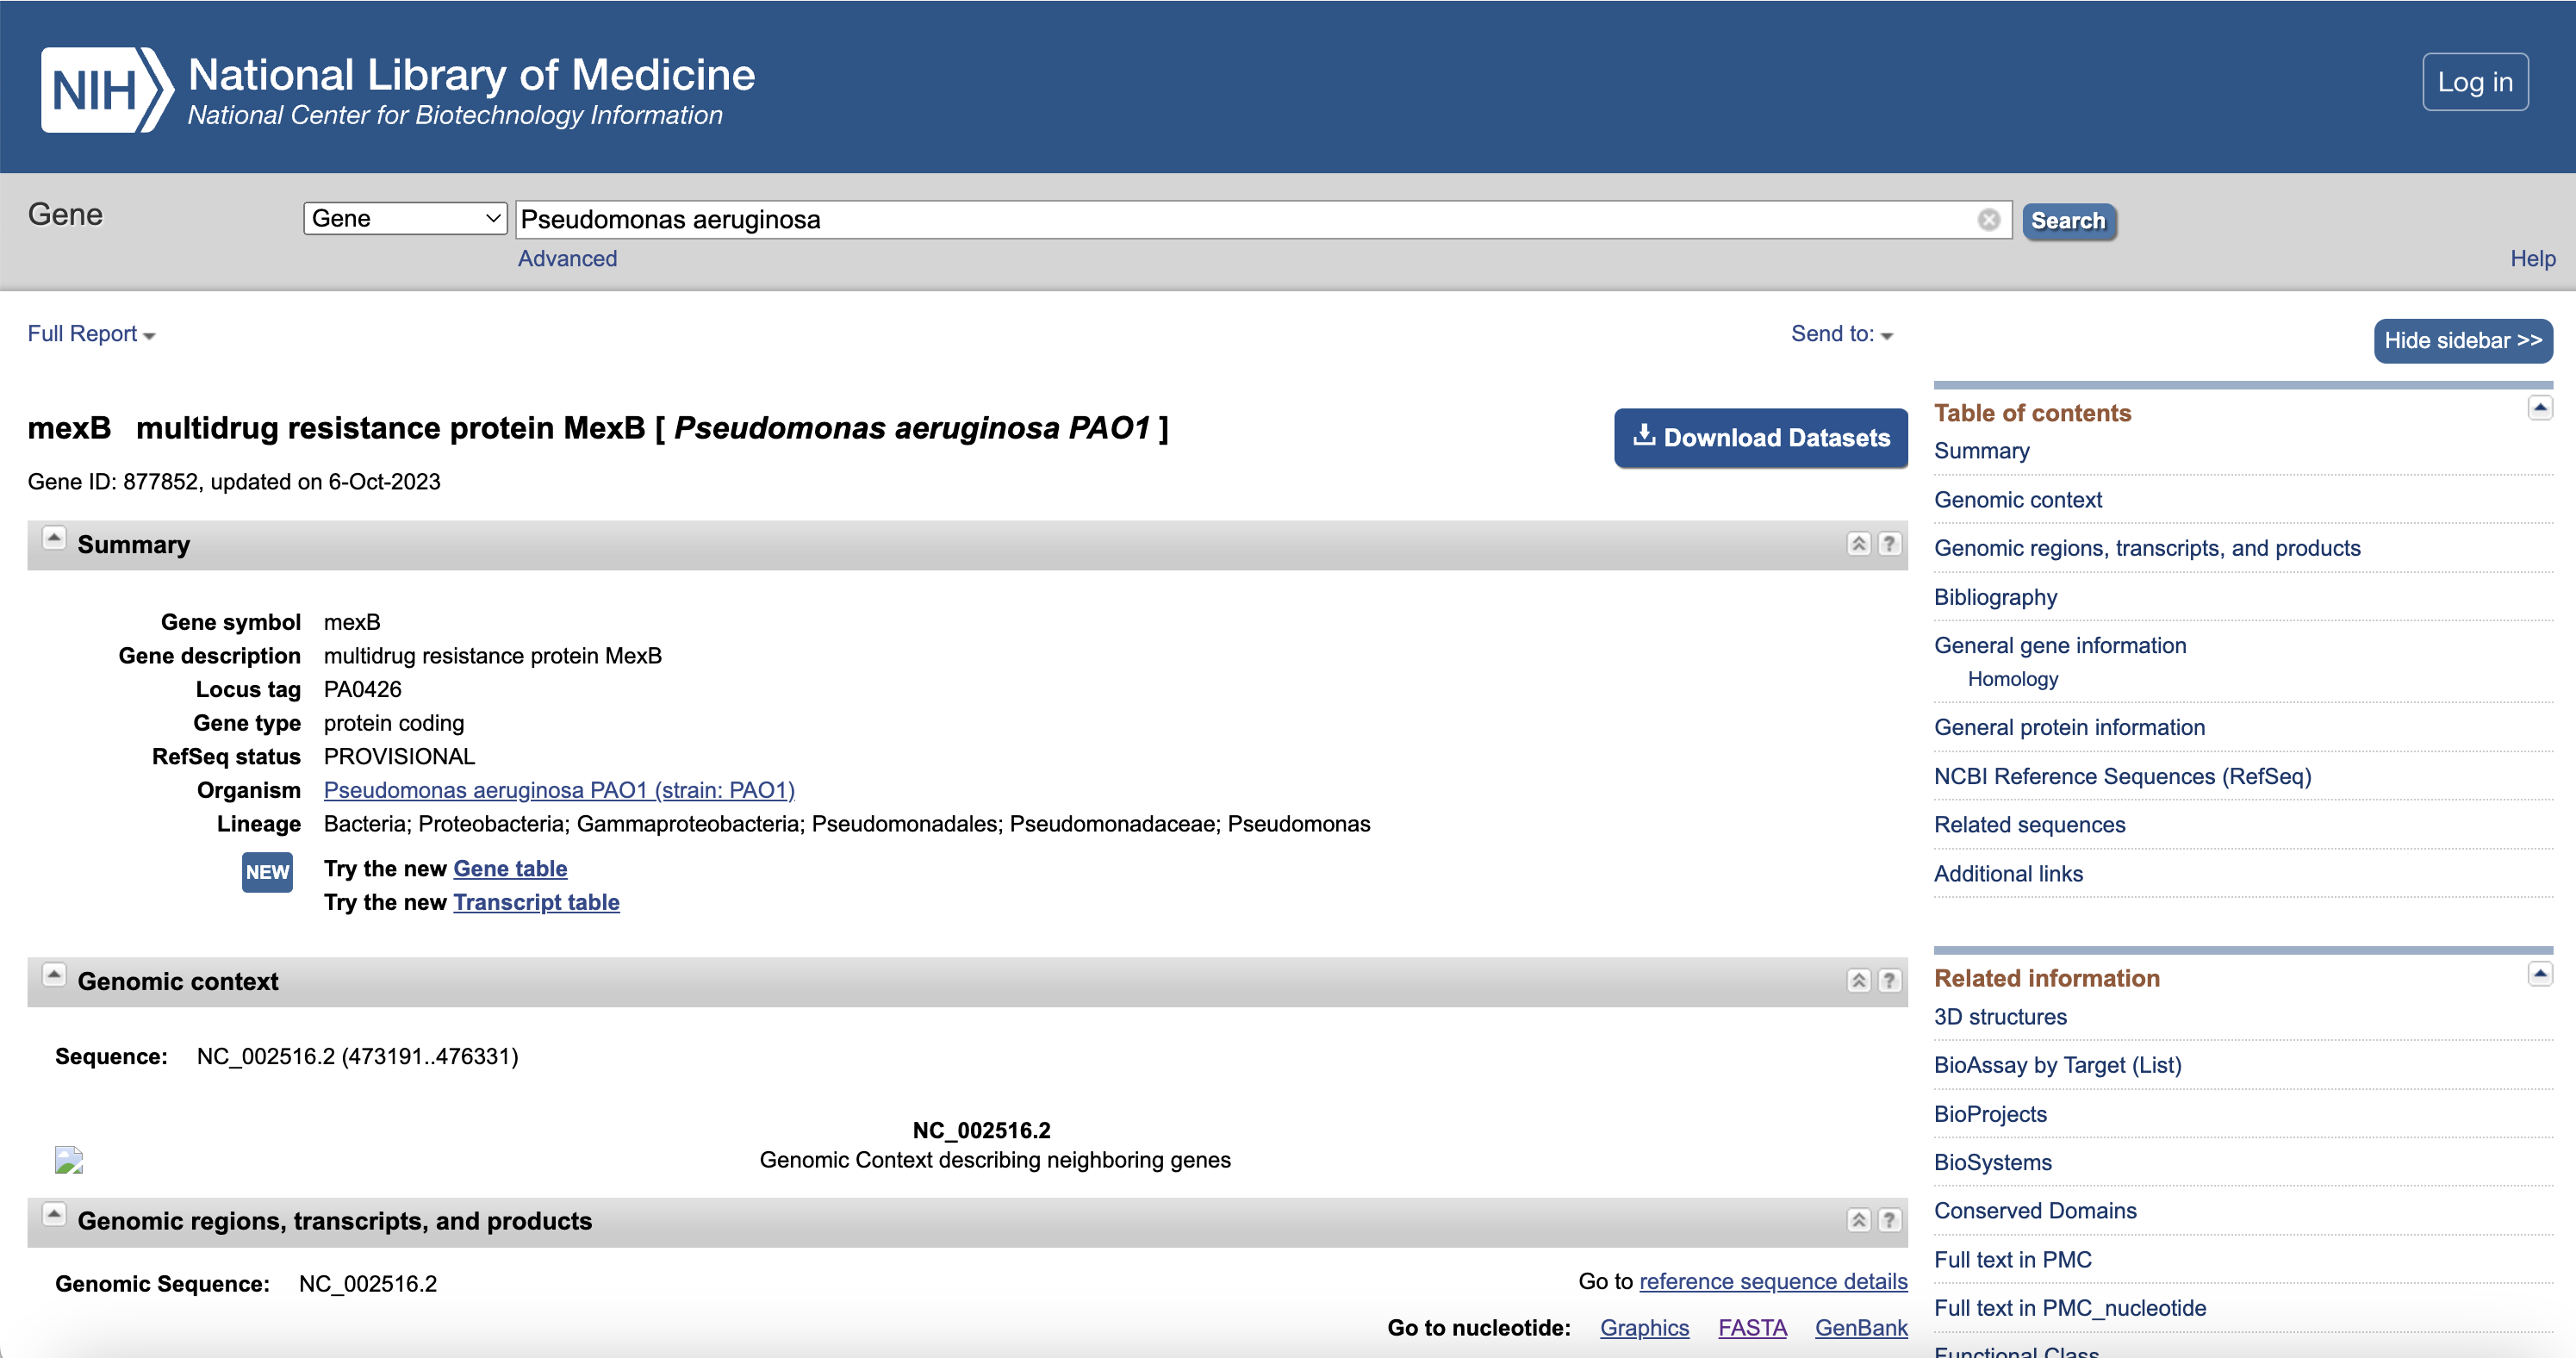 NIH National Library of Medicine
National Center for Biotechnology Information
Log in
Gene
Gene
Pseudomonas aeruginosa
Search
Advanced
Help
Full Report
Send to:
Hide sidebar >>
mexB multidrug resistance protein MexB [ Pseudomonas aeruginosa PAO1 ]
Download Datasets
Gene ID: 877852, updated on 6-Oct-2023
Summary
?
Gene symbol mexB
Gene description multidrug resistance protein MexB
Locus tag PA0426
Gene type protein coding
RefSeq status PROVISIONAL
Organism Pseudomonas aeruginosa PAO1 (strain: PAO1)
Lineage Bacteria; Proteobacteria; Gammaproteobacteria; Pseudomonadales; Pseudomonadaceae; Pseudomonas
NEW Try the new Gene table
Try the new Transcript table
Genomic context
?
Sequence: NC_002516.2 (473191..476331)
NC_002516.2
Genomic Context describing neighboring genes
Genomic regions, transcripts, and products
?
Genomic Sequence: NC_002516.2
Go to reference sequence details
Go to nucleotide: Graphics FASTA GenBank
Table of contents
Summary
Genomic context
Genomic regions, transcripts, and products
Bibliography
General gene information
Homology
General protein information
NCBI Reference Sequences (RefSeq)
Related sequences
Additional links
Related information
3D structures
BioAssay by Target (List)
BioProjects
BioSystems
Conserved Domains
Full text in PMC
Full text in PMC_nucleotide
Functional Class